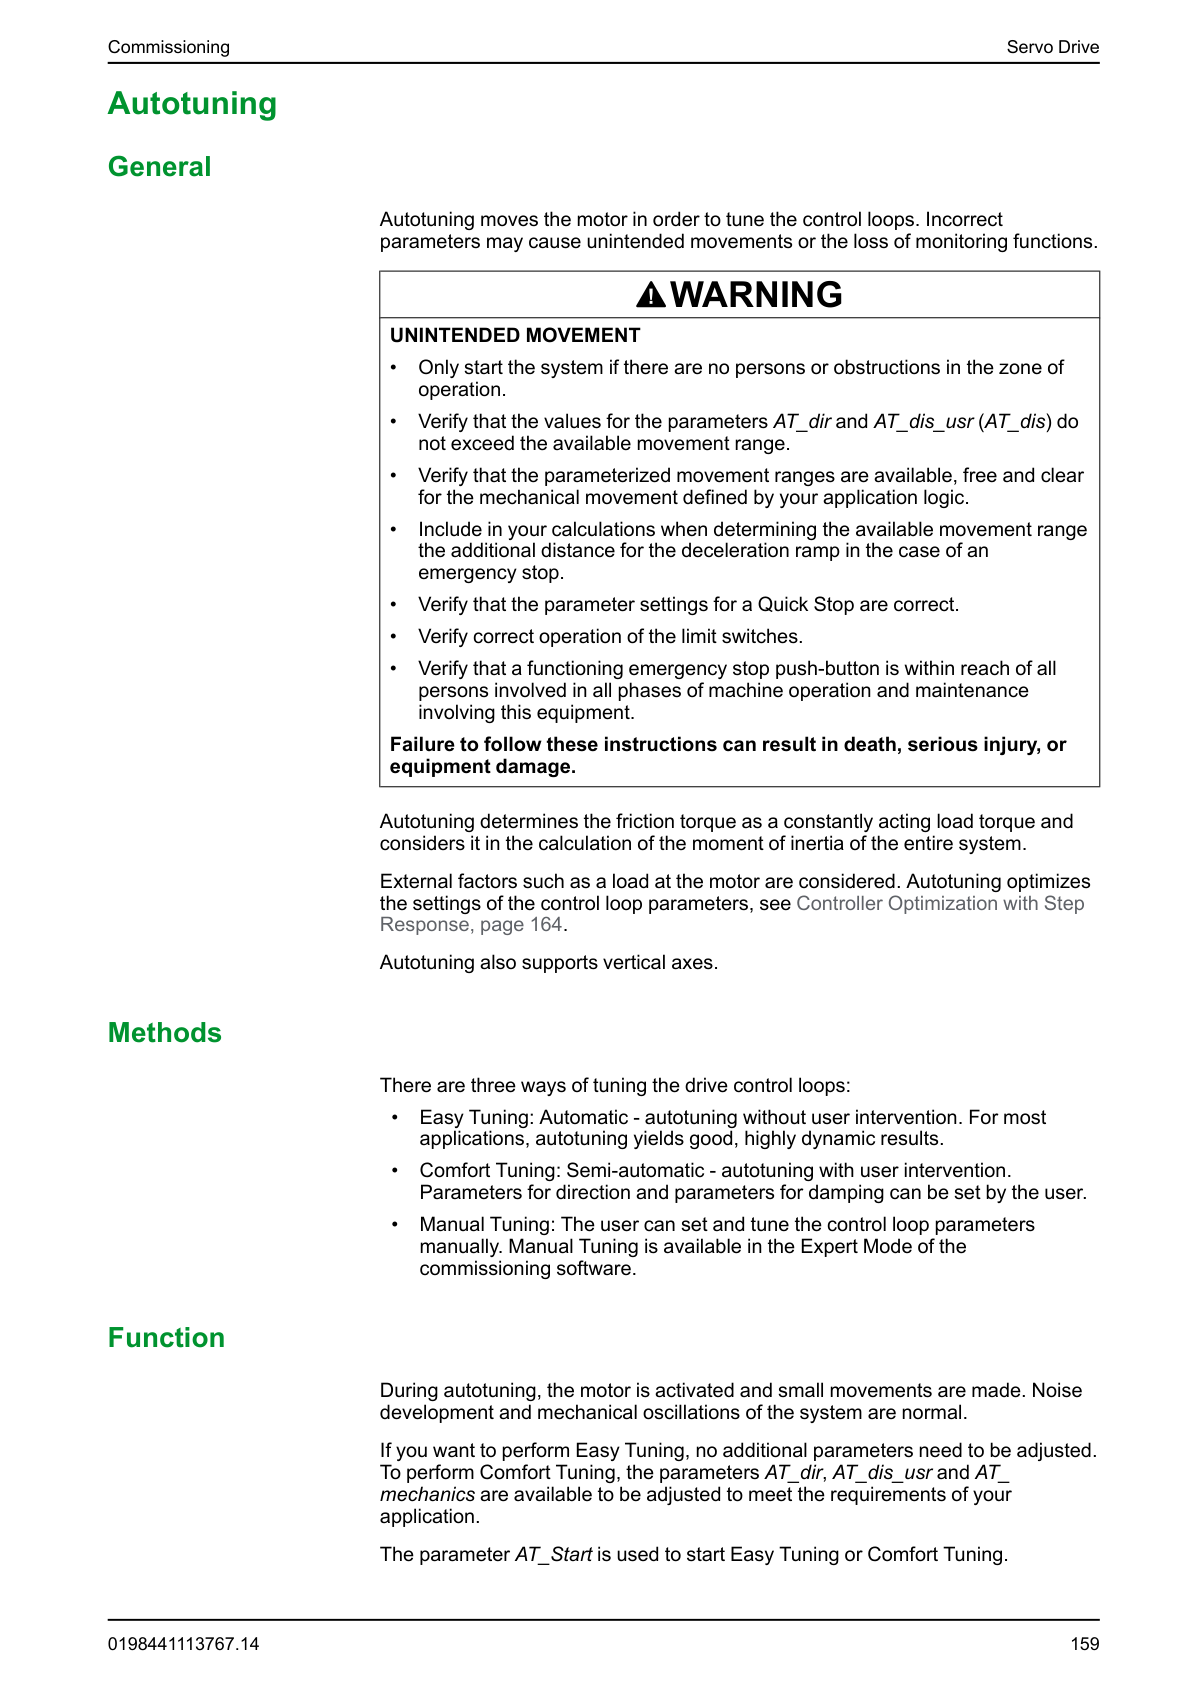 Commissioning Servo Drive
Autotuning
General
Autotuning moves the motor in order to tune the control loops. Incorrect
parameters may cause unintended movements or the loss of monitoring functions.
WARNING
UNINTENDED MOVEMENT
• Only start the system if there are no persons or obstructions in the zone of
operation.
• Verify that the values for the parameters AT_dir and AT_dis_usr (AT_dis) do
not exceed the available movement range.
• Verify that the parameterized movement ranges are available, free and clear
for the mechanical movement defined by your application logic.
• Include in your calculations when determining the available movement range
the additional distance for the deceleration ramp in the case of an
emergency stop.
• Verify that the parameter settings for a Quick Stop are correct.
• Verify correct operation of the limit switches.
• Verify that a functioning emergency stop push-button is within reach of all
persons involved in all phases of machine operation and maintenance
involving this equipment.
Failure to follow these instructions can result in death, serious injury, or
equipment damage.
Autotuning determines the friction torque as a constantly acting load torque and
considers it in the calculation of the moment of inertia of the entire system.
External factors such as a load at the motor are considered. Autotuning optimizes
the settings of the control loop parameters, see Controller Optimization with Step
Response, page 164.
Autotuning also supports vertical axes.
Methods
There are three ways of tuning the drive control loops:
• Easy Tuning: Automatic - autotuning without user intervention. For most
applications, autotuning yields good, highly dynamic results.
• Comfort Tuning: Semi-automatic - autotuning with user intervention.
Parameters for direction and parameters for damping can be set by the user.
• Manual Tuning: The user can set and tune the control loop parameters
manually. Manual Tuning is available in the Expert Mode of the
commissioning software.
Function
During autotuning, the motor is activated and small movements are made. Noise
development and mechanical oscillations of the system are normal.
If you want to perform Easy Tuning, no additional parameters need to be adjusted.
To perform Comfort Tuning, the parameters AT_dir, AT_dis_usr and AT_
mechanics are available to be adjusted to meet the requirements of your
application.
The parameter AT_Start is used to start Easy Tuning or Comfort Tuning.
0198441113767.14 159